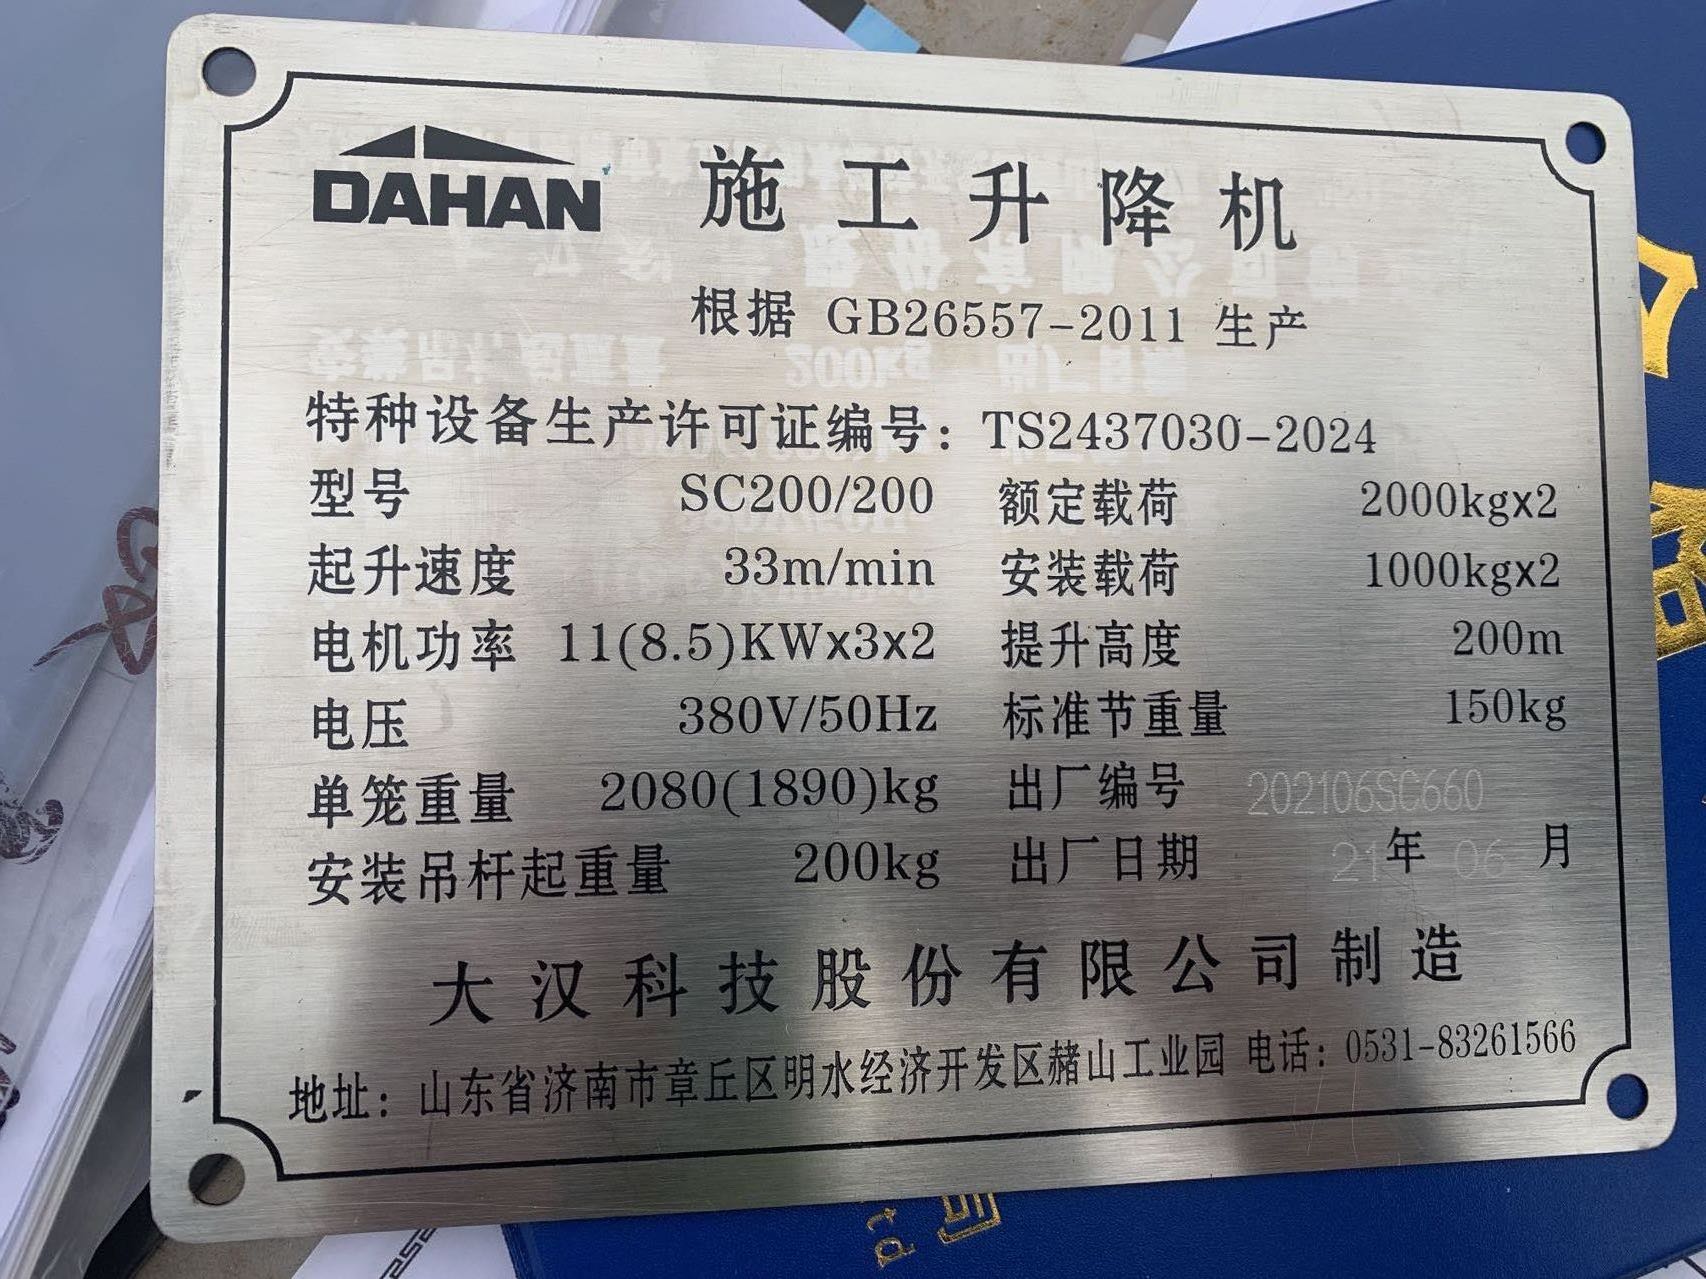 DAHAN 施工升降机
根据 GB26557-2011 生产
特种设备生产许可证编号：TS2437030-2024
型号 SC200/200 额定载荷 2000kgx2
起升速度 33m/min 安装载荷 1000kgx2
电机功率 11(8.5)KWx3x2 提升高度 200m
电压 380V/50Hz 标准节重量 150kg
单笼重量 2080(1890)kg 出厂编号 202106SC660
安装吊杆起重量 200kg 出厂日期 21年 06 月
大汉科技股份有限公司制造
地址：山东省济南市章丘区明水经济开发区赭山工业园 电话：0531-83261566
司
td